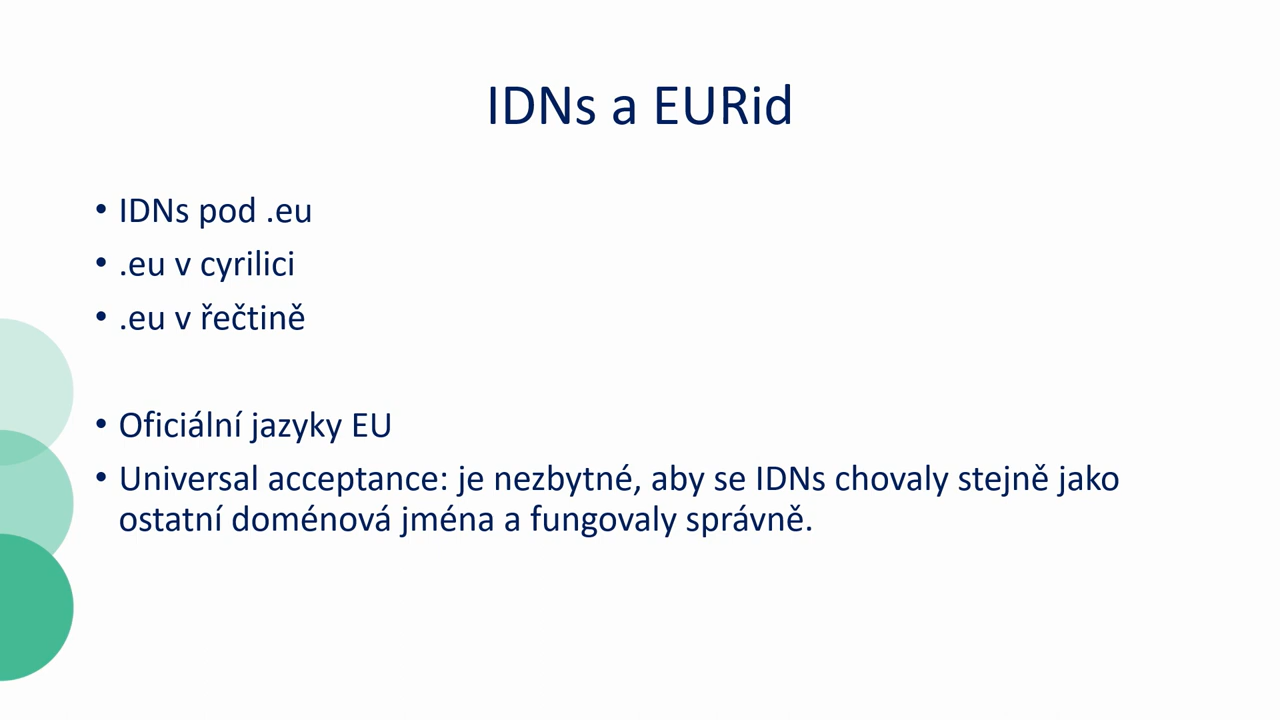 IDNs a EURid
• IDNs pod .eu
• .eu v cyrilici
• .eu v řečtině
• Oficiální jazyky EU
• Universal acceptance: je nezbytné, aby se IDNs chovaly stejně jako
ostatní doménová jména a fungovaly správně.